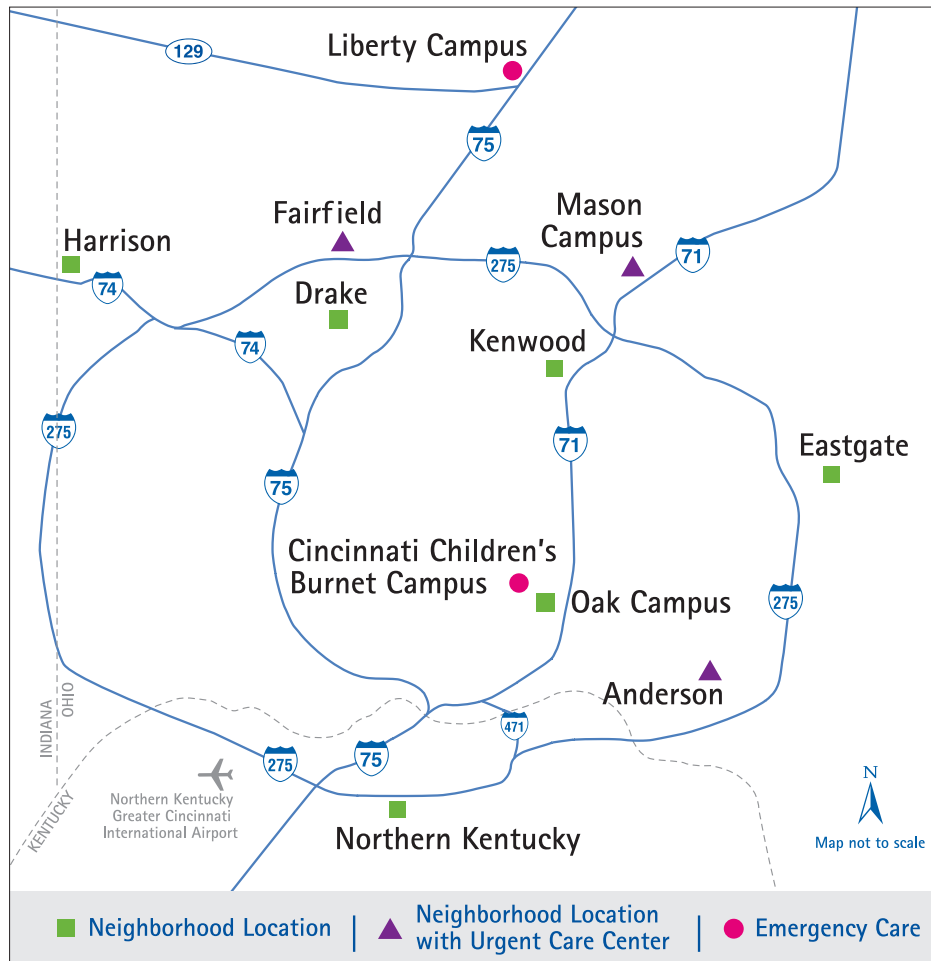 Liberty Campus
129
75
Fairfield
Mason
Campus
Harrison
71
275
74
Drake
74
Kenwood
275
71
Eastgate
75
Cincinnati Children's
Burnet Campus
Oak Campus
275
Anderson
INDIANA
OHIO
471
75
275
KENTUCKY
Northern Kentucky
Greater Cincinnati
International Airport
N
Map not to scale
Northern Kentucky
Neighborhood Location
Neighborhood Location
with Urgent Care Center
Emergency Care